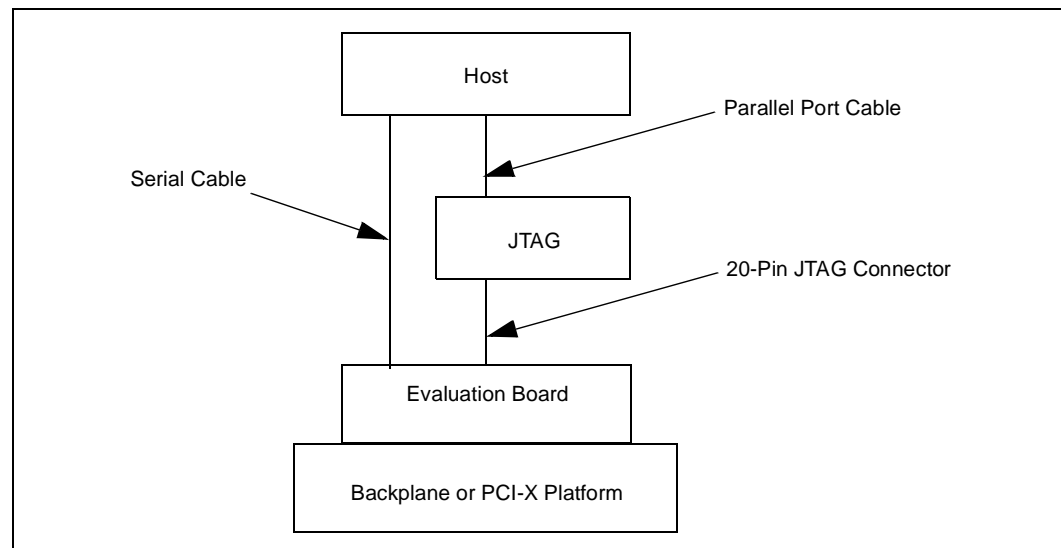 Host
Parallel Port Cable
Serial Cable
JTAG
20-Pin JTAG Connector
Evaluation Board
Backplane or PCI-X Platform